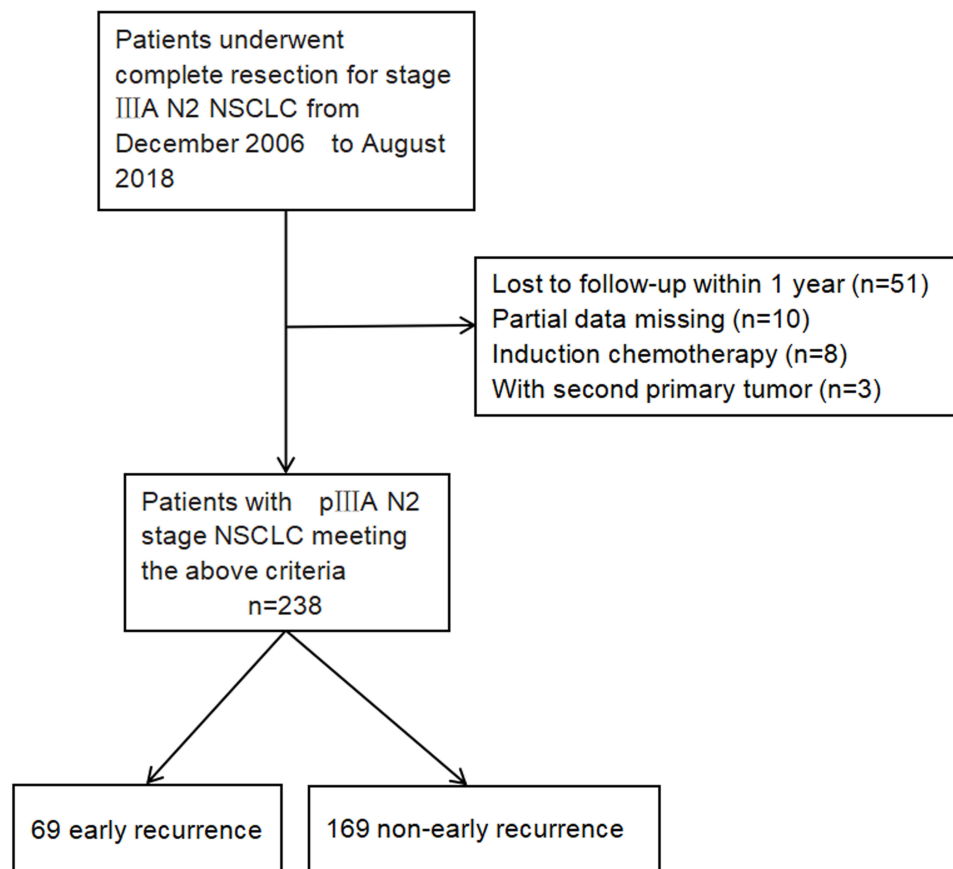 Patients underwent
complete resection for stage
ⅢA N2 NSCLC from
December 2006 to August
2018
Lost to follow-up within 1 year (n=51)
Partial data missing (n=10)
Induction chemotherapy (n=8)
With second primary tumor (n=3)
Patients with pⅢA N2
stage NSCLC meeting
the above criteria
n=238
69 early recurrence
169 non-early recurrence